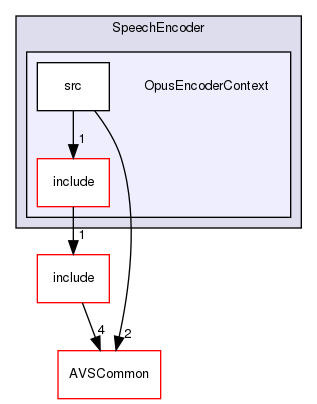 SpeechEncoder
src
OpusEncoderContext
1
include
1
include
4
2
AVSCommon